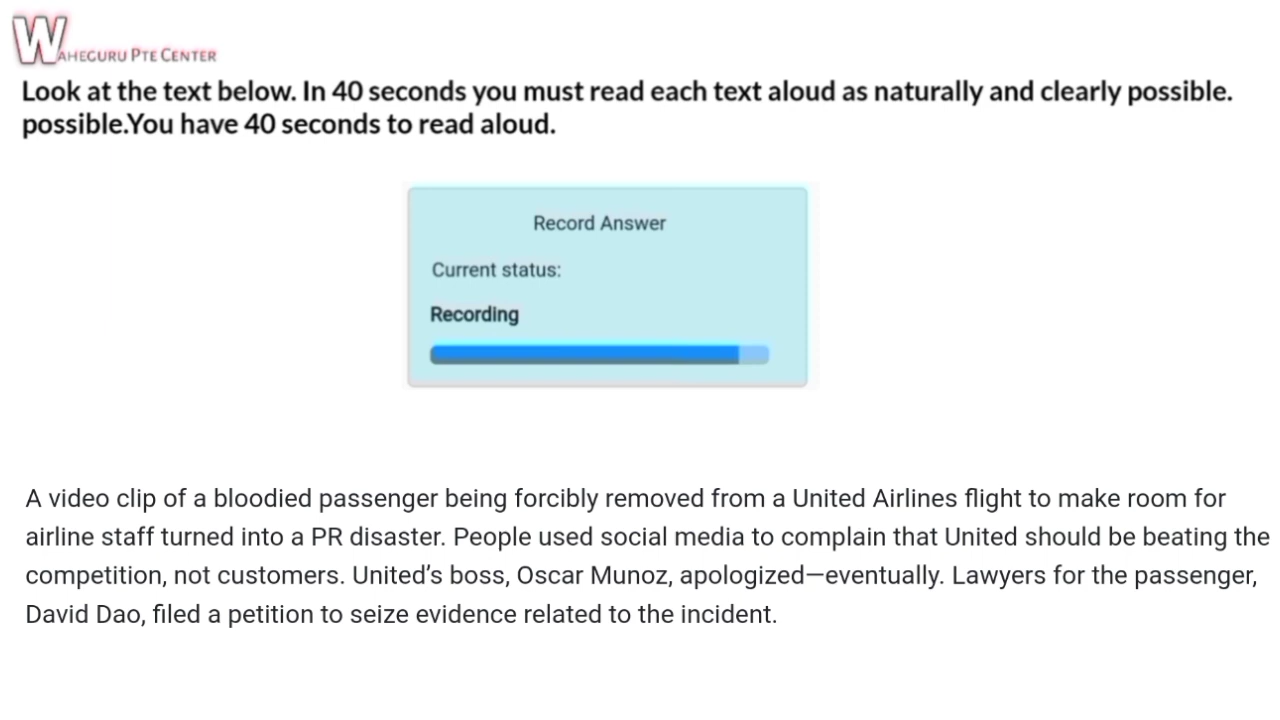 WAHEGURU PTE CENTER
Look at the text below. In 40 seconds you must read each text aloud as naturally and clearly possible.
possible.You have 40 seconds to read aloud.
Record Answer
Current status:
Recording
A video clip of a bloodied passenger being forcibly removed from a United Airlines flight to make room for
airline staff turned into a PR disaster. People used social media to complain that United should be beating the
competition, not customers. United’s boss, Oscar Munoz, apologized—eventually. Lawyers for the passenger,
David Dao, filed a petition to seize evidence related to the incident.